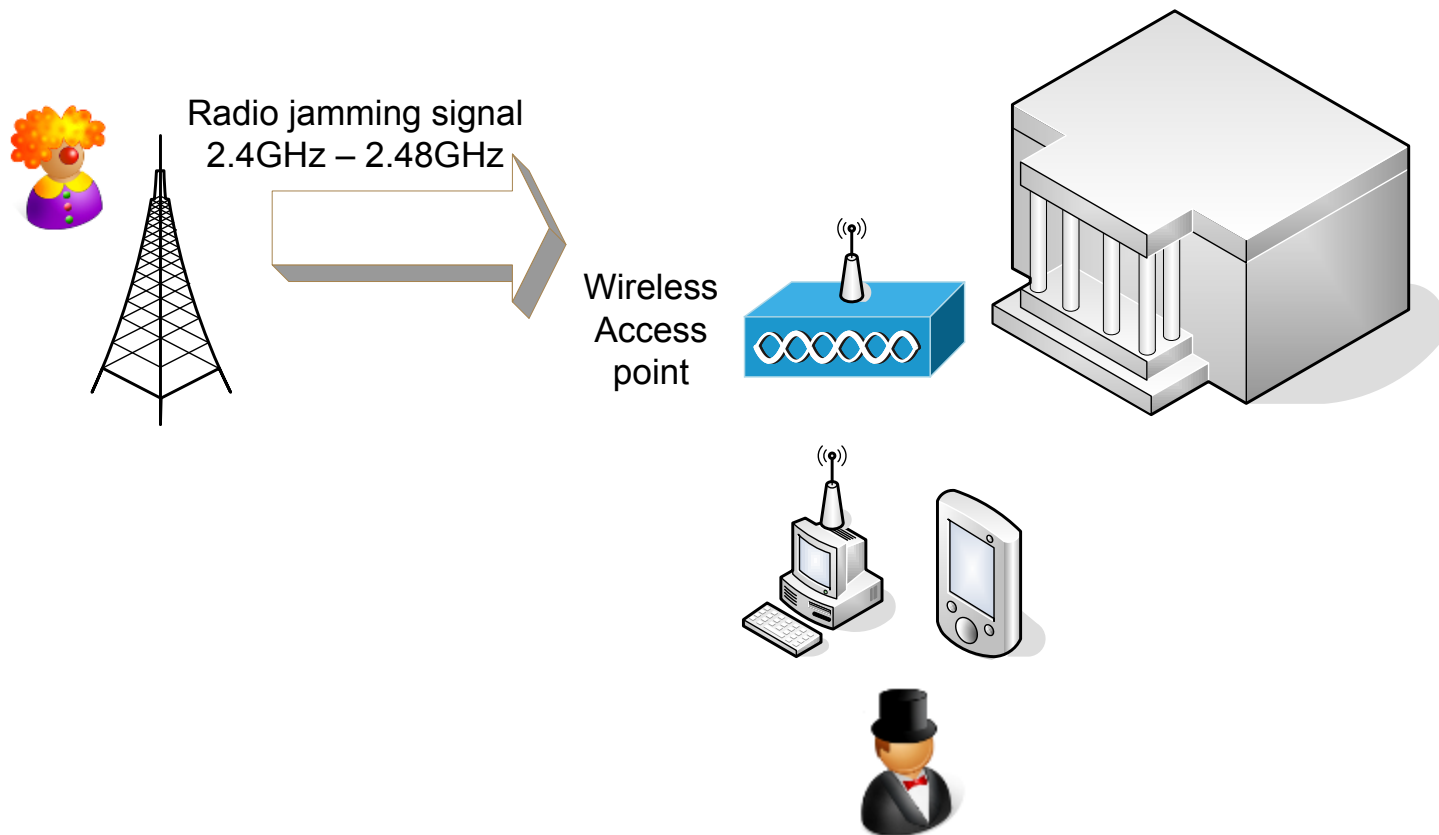 Radio jamming signal
2.4GHz – 2.48GHz
Wireless
Access
point